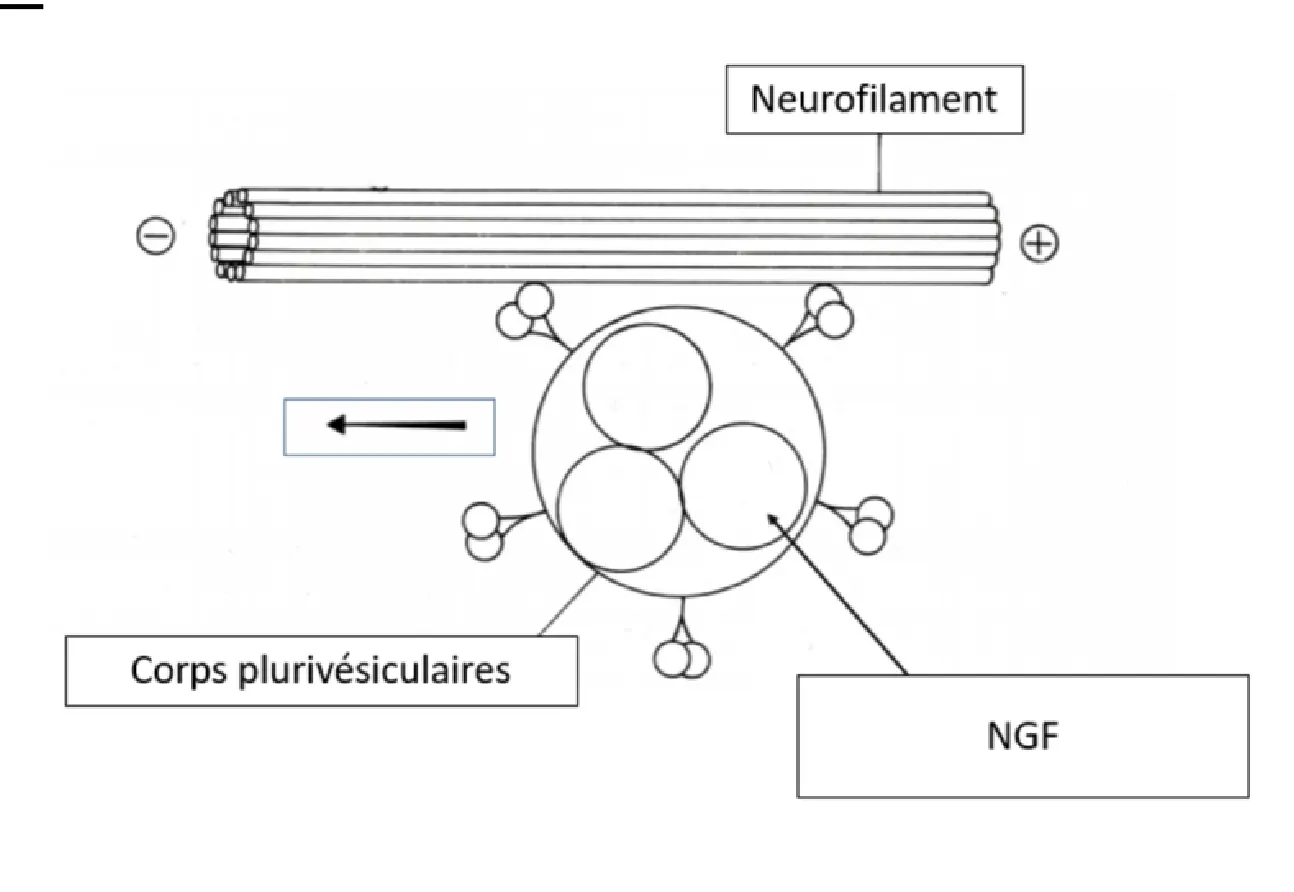 Neurofilament
⊖
⊕
Corps plurivésiculaires
NGF